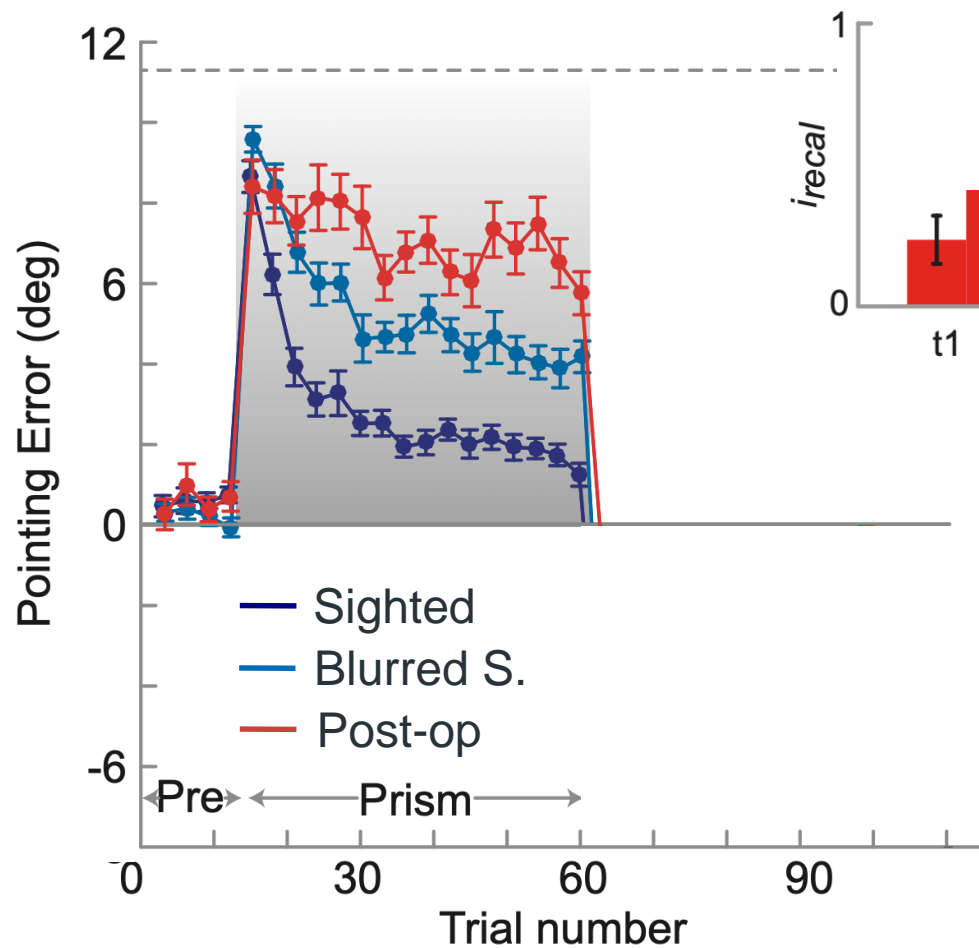 12
6
0
-6
Pointing Error (deg)
Sighted
Blurred S.
Post-op
Pre
Prism
0
30
60
90
Trial number
1
0
irecal
t1